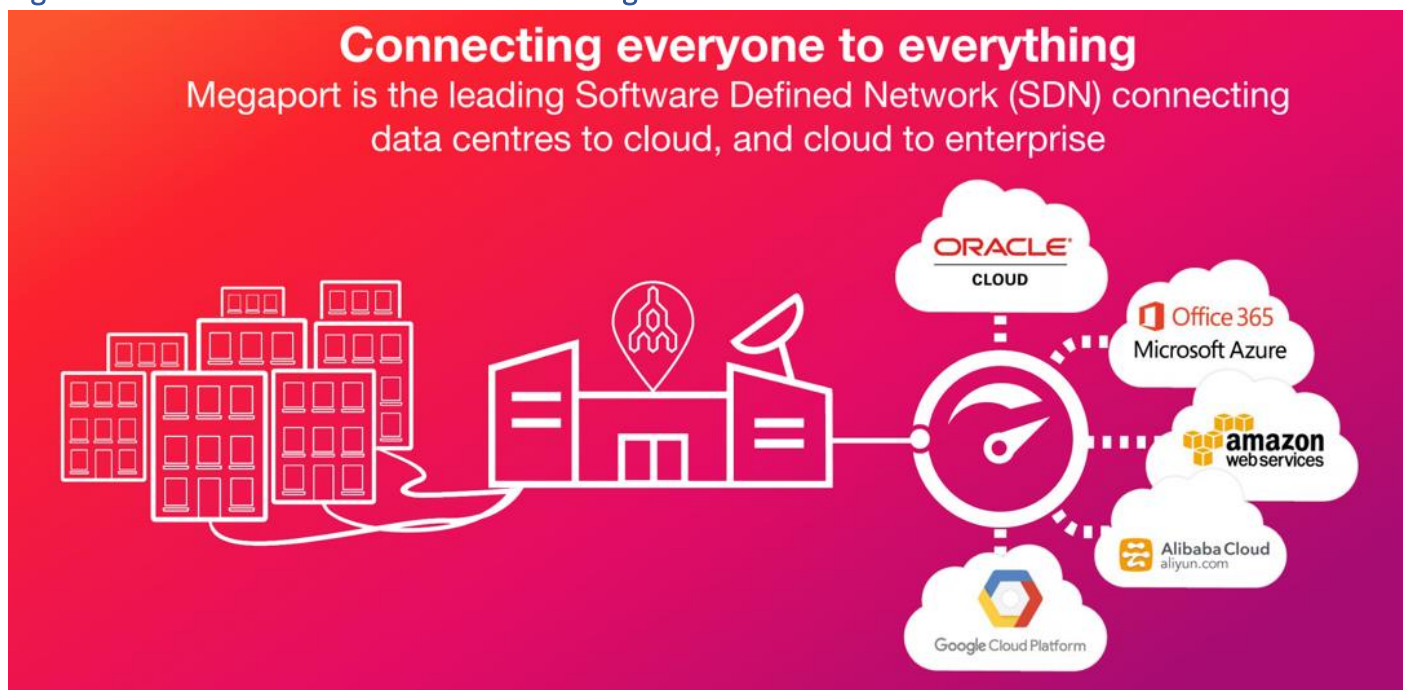 Connecting everyone to everything
Megaport is the leading Software Defined Network (SDN) connecting
data centres to cloud, and cloud to enterprise
ORACLE
CLOUD
Office 365
Microsoft Azure
amazon
webservices
Alibaba Cloud
aliyun.com
Google Cloud Platform